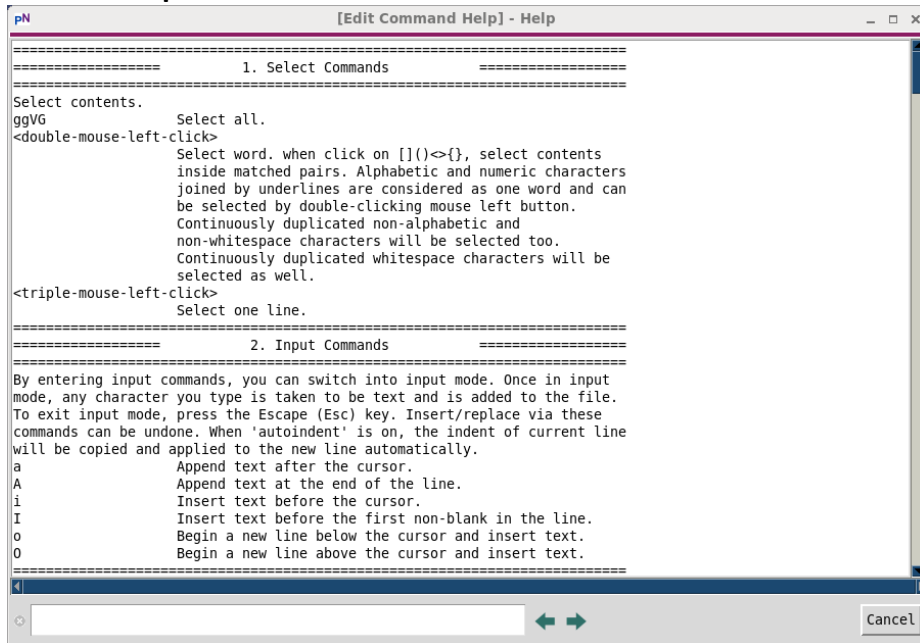 pN [Edit Command Help] - Help
===========================================================================
================== 1. Select Commands ==================
===========================================================================
Select contents.
ggVG Select all.
<double-mouse-left-click>
Select word. when click on []()<>{}, select contents
inside matched pairs. Alphabetic and numeric characters
joined by underlines are considered as one word and can
be selected by double-clicking mouse left button.
Continuously duplicated non-alphabetic and
non-whitespace characters will be selected too.
Continuously duplicated whitespace characters will be
selected as well.
<triple-mouse-left-click>
Select one line.
===========================================================================
================== 2. Input Commands ==================
===========================================================================
By entering input commands, you can switch into input mode. Once in input
mode, any character you type is taken to be text and is added to the file.
To exit input mode, press the Escape (Esc) key. Insert/replace via these
commands can be undone. When 'autoindent' is on, the indent of current line
will be copied and applied to the new line automatically.
a Append text after the cursor.
A Append text at the end of the line.
i Insert text before the cursor.
I Insert text before the first non-blank in the line.
o Begin a new line below the cursor and insert text.
O Begin a new line above the cursor and insert text.
===========================================================================
Cancel